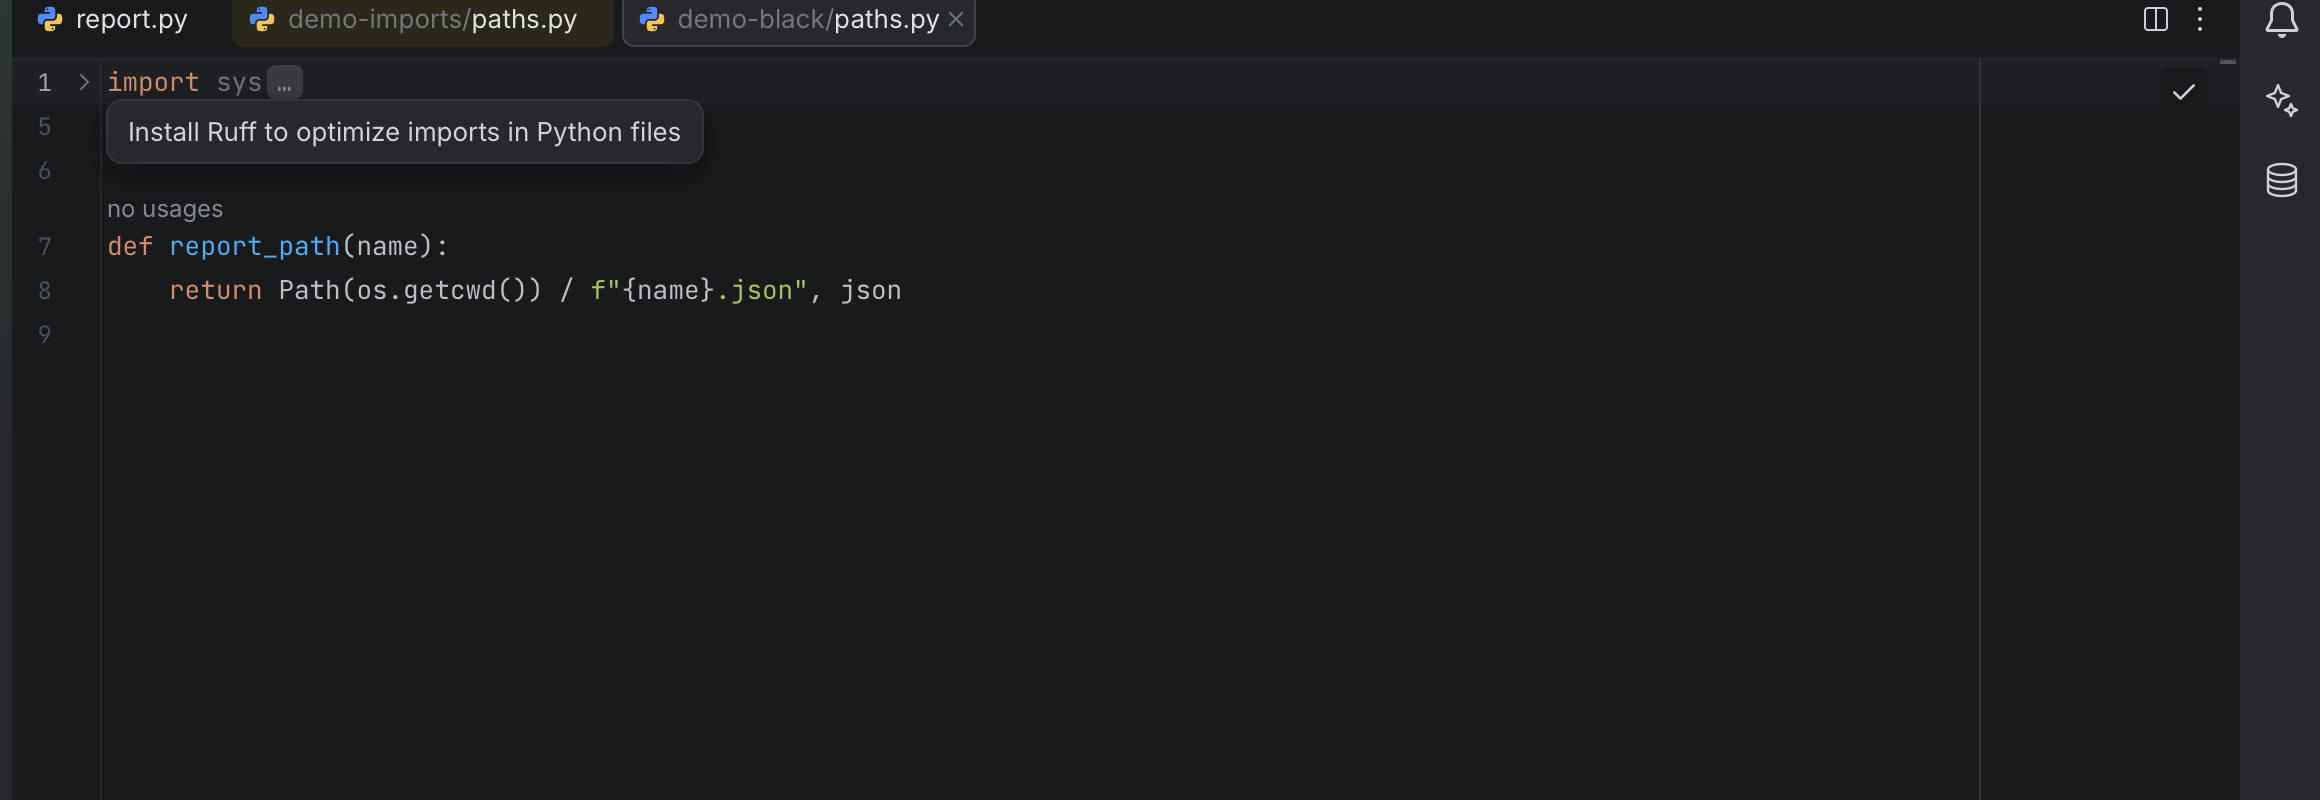 report.py demo-imports/paths.py demo-black/paths.py
1 import sys...
5
Install Ruff to optimize imports in Python files
6
no usages
7 def report_path(name):
8 return Path(os.getcwd()) / f"{name}.json", json
9